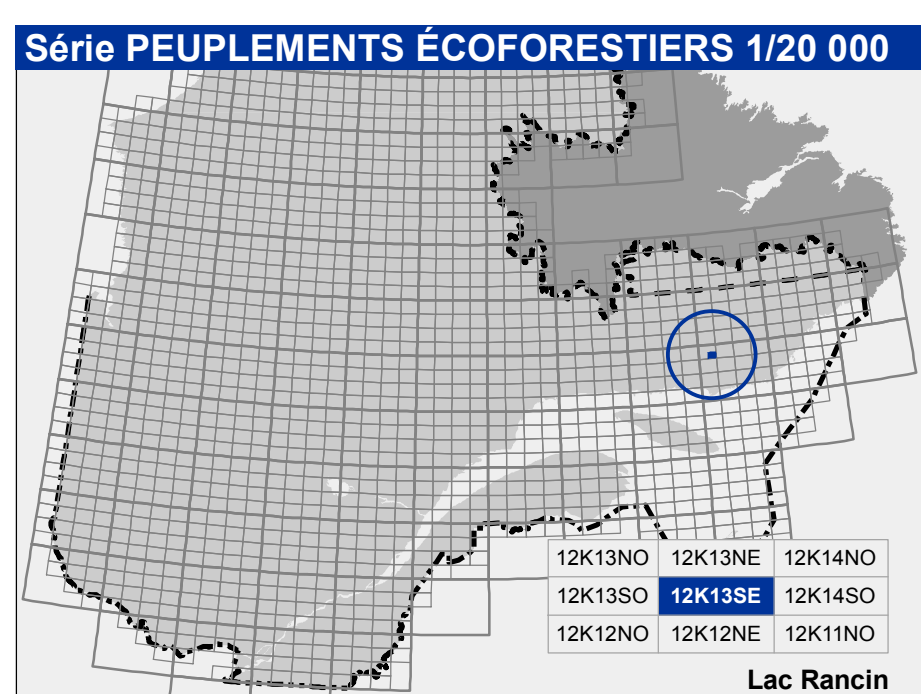 Série PEUPLEMENTS ÉCOFORESTIERS 1/20 000
12K13NO 12K13NE 12K14NO
12K13SO 12K13SE 12K14SO
12K12NO 12K12NE 12K11NO
Lac Rancin